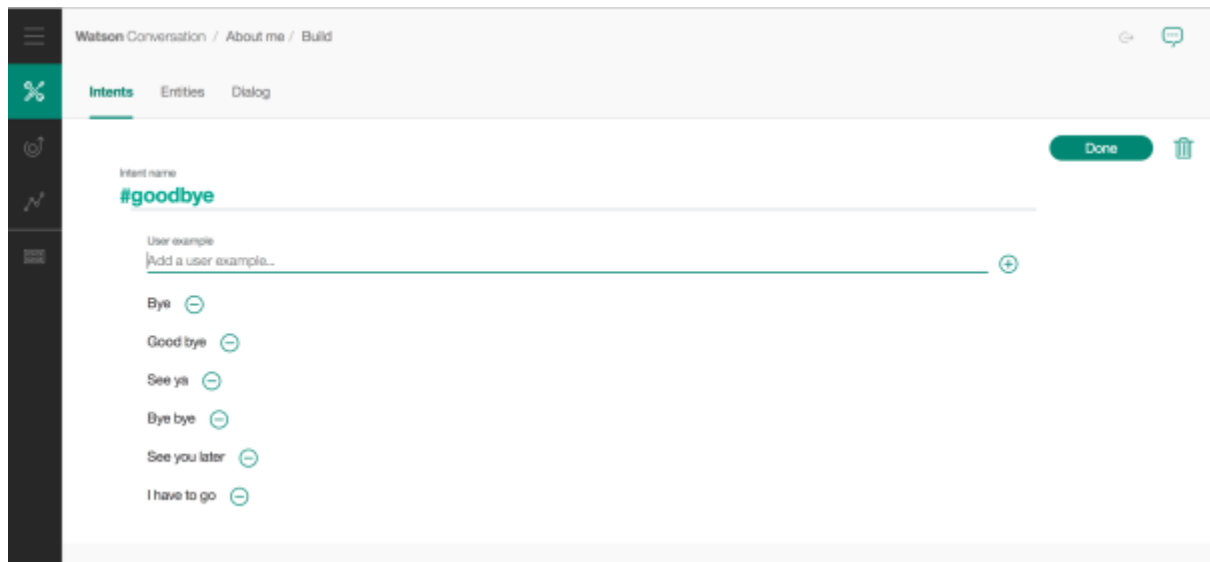 Watson Conversation / About me / Build
Intents Entities Dialog
Done
Intent name
#goodbye
User example
Add a user example...
Bye
Good bye
See ya
Bye bye
See you later
I have to go